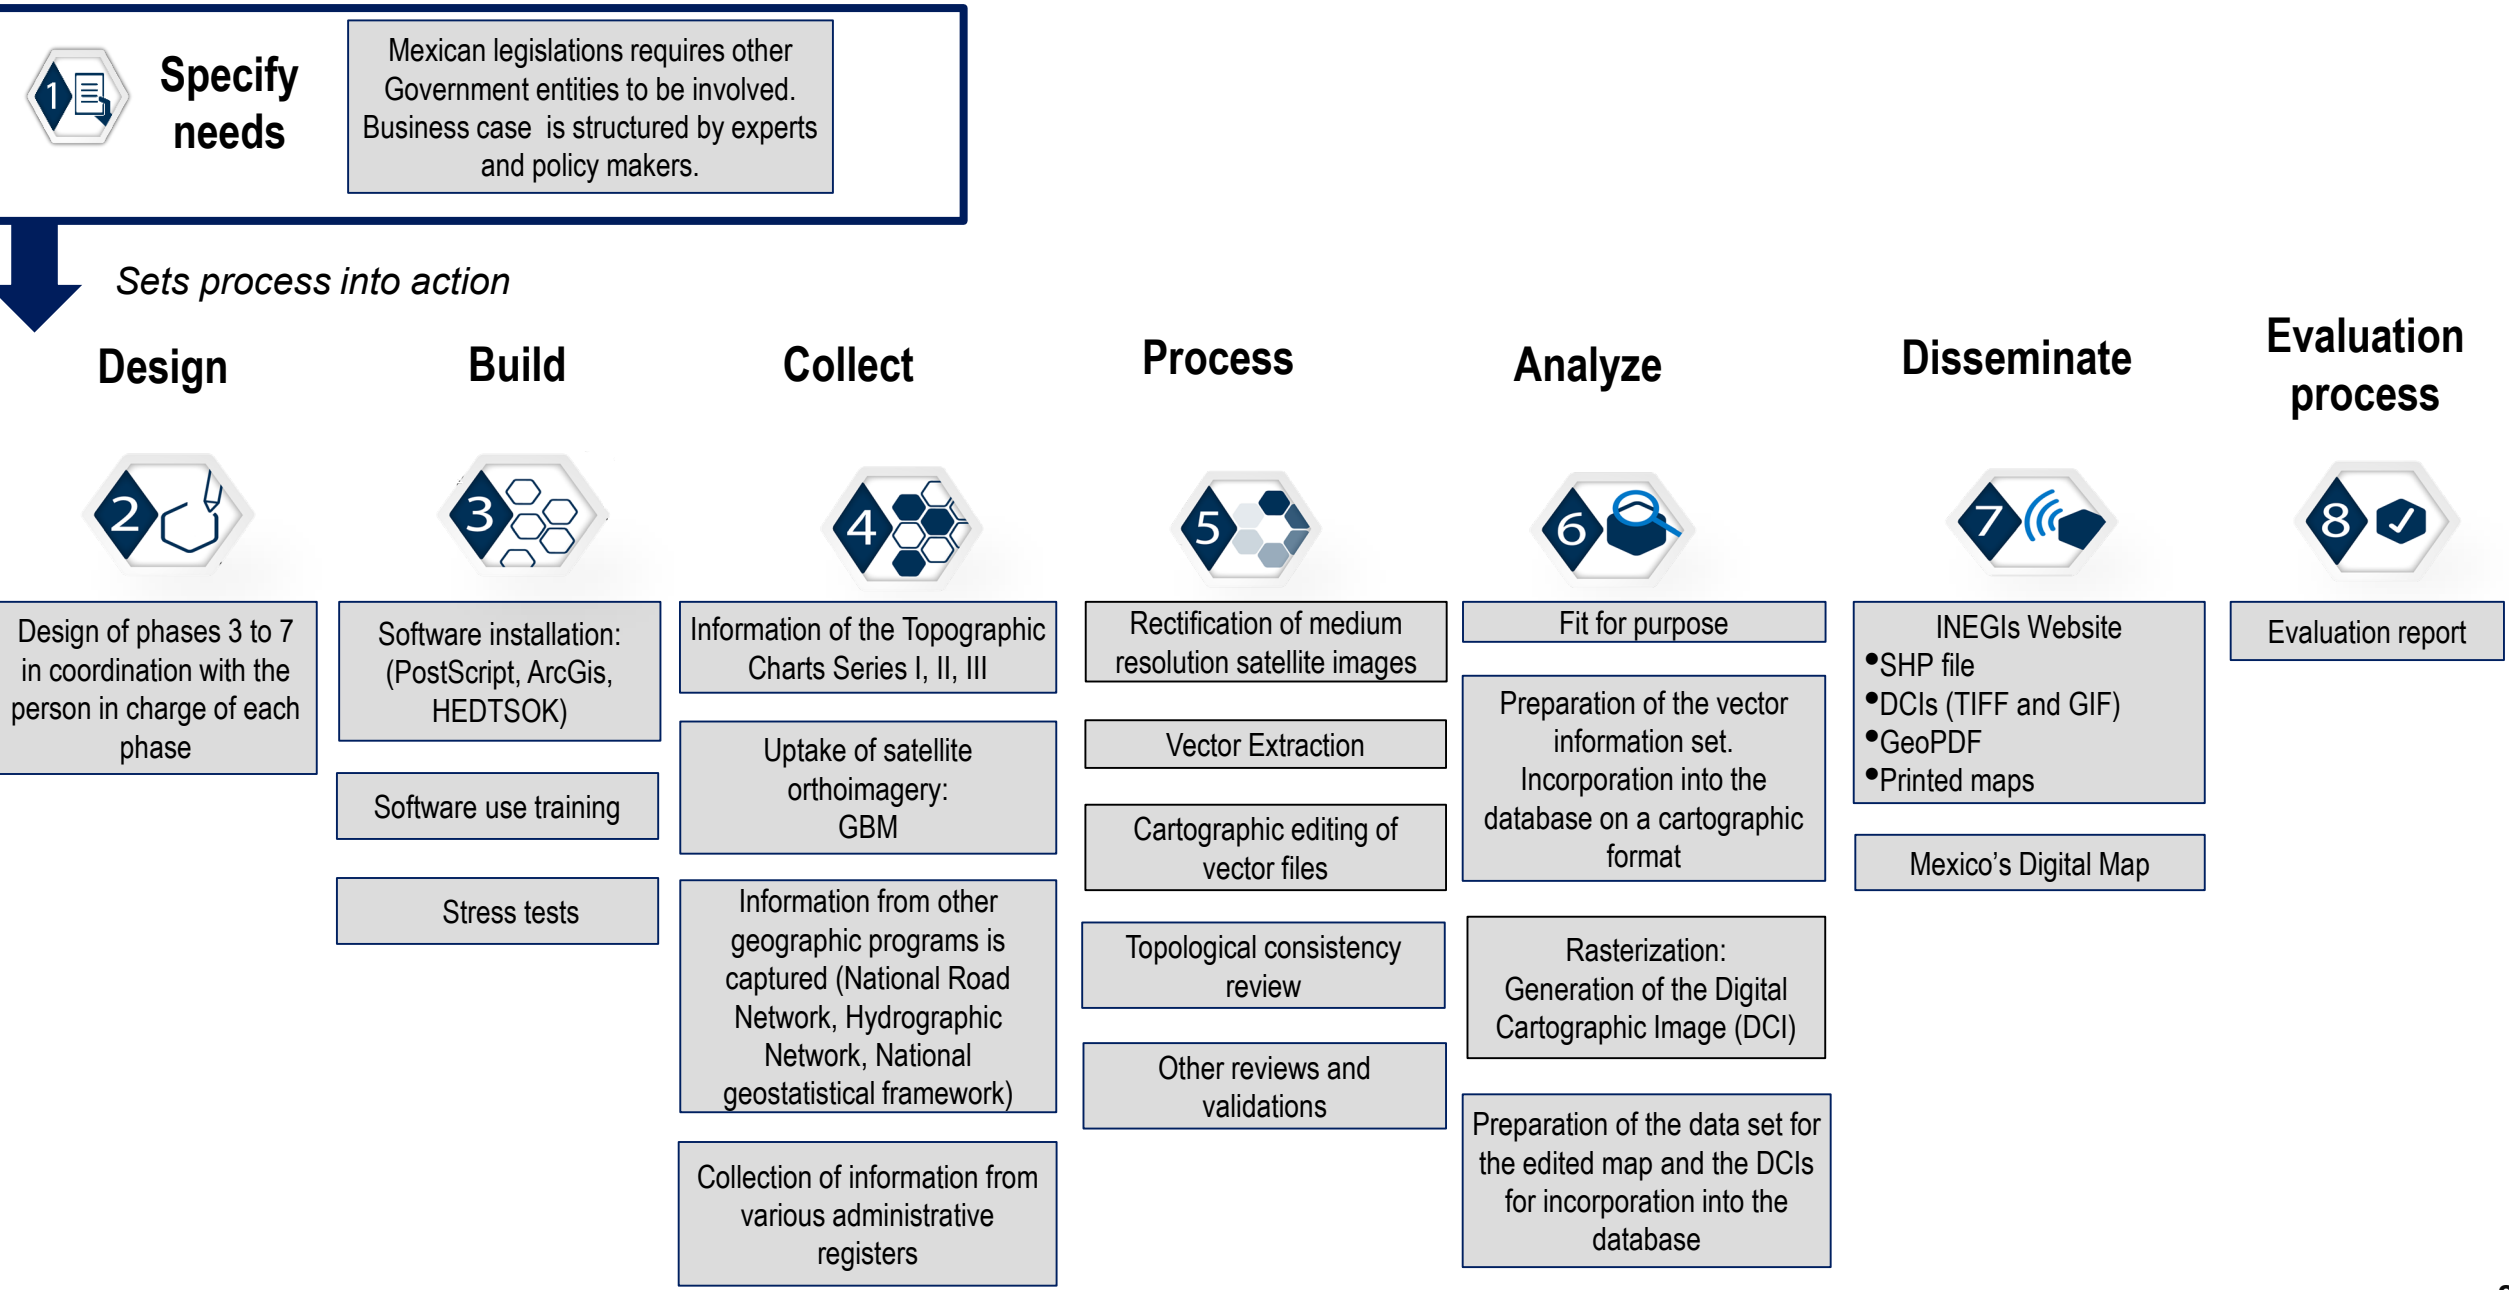 1
Specify
needs
Mexican legislations requires other
Government entities to be involved.
Business case is structured by experts
and policy makers.
Sets process into action
Design
2
Design of phases 3 to 7
in coordination with the
person in charge of each
phase
Build
3
Software installation:
(PostScript, ArcGis,
HEDTSOK)
Software use training
Stress tests
Collect
4
Information of the Topographic
Charts Series I, II, III
Uptake of satellite
orthoimagery:
GBM
Information from other
geographic programs is
captured (National Road
Network, Hydrographic
Network, National
geostatistical framework)
Collection of information from
various administrative
registers
Process
5
Rectification of medium
resolution satellite images
Vector Extraction
Cartographic editing of
vector files
Topological consistency
review
Other reviews and
validations
Analyze
6
Fit for purpose
Preparation of the vector
information set.
Incorporation into the
database on a cartographic
format
Rasterization:
Generation of the Digital
Cartographic Image (DCI)
Preparation of the data set for
the edited map and the DCIs
for incorporation into the
database
Disseminate
7
INEGIs Website
•SHP file
•DCIs (TIFF and GIF)
•GeoPDF
•Printed maps
Mexico’s Digital Map
Evaluation
process
8
Evaluation report